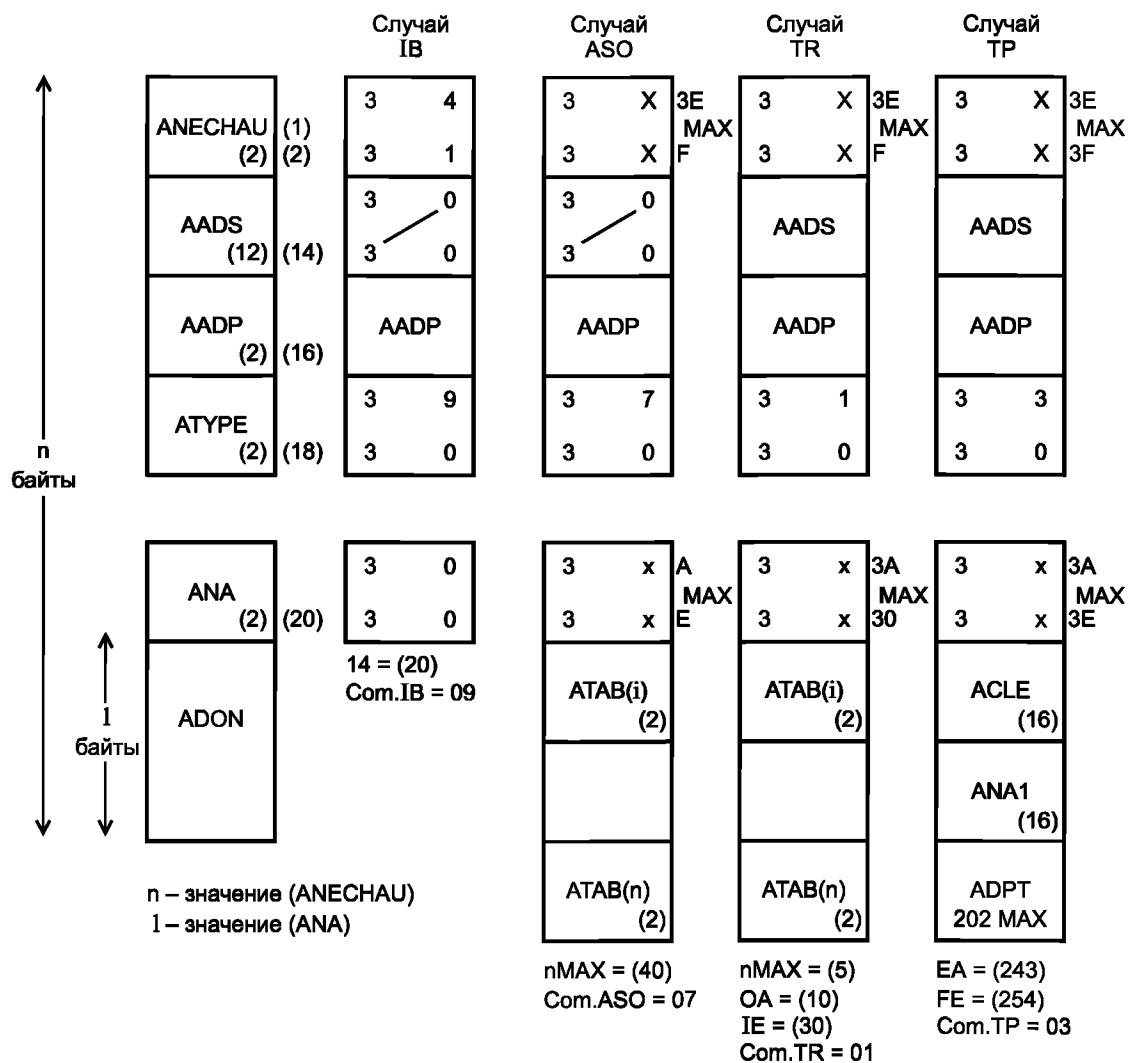 Случай IB
Случай ASO
Случай TR
Случай TP
ANECHAU (1)
(2) (2)
3 4
3 1
3 X 3E
MAX
3 X F
3 X 3E
MAX
3 X F
3 X 3E
MAX
3 X 3F
AADS
(12) (14)
3 0
3 0
3 0
3 0
AADS
AADS
AADP
(2) (16)
AADP
AADP
AADP
AADP
ATYPE
(2) (18)
3 9
3 0
3 7
3 0
3 1
3 0
3 3
3 0
n
байты
ANA
(2) (20)
3 0
3 0
3 x A
MAX
3 x E
3 x 3A
MAX
3 x 30
3 x 3A
MAX
3 x 3E
14 = (20)
Com.IB = 09
1
байты
ADON
ATAB(i)
(2)
ATAB(i)
(2)
ACLE
(16)
ANA1
(16)
ATAB(n)
(2)
ATAB(n)
(2)
ADPT
202 MAX
n – значение (ANECHAU)
1 – значение (ANA)
nMAX = (40)
Com.ASO = 07
nMAX = (5)
OA = (10)
IE = (30)
Com.TR = 01
EA = (243)
FE = (254)
Com.TP = 03